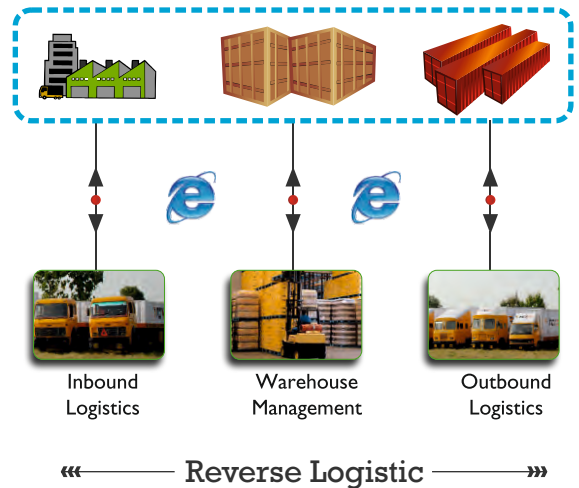 Inbound
Logistics
Warehouse
Management
Outbound
Logistics
Reverse Logistic